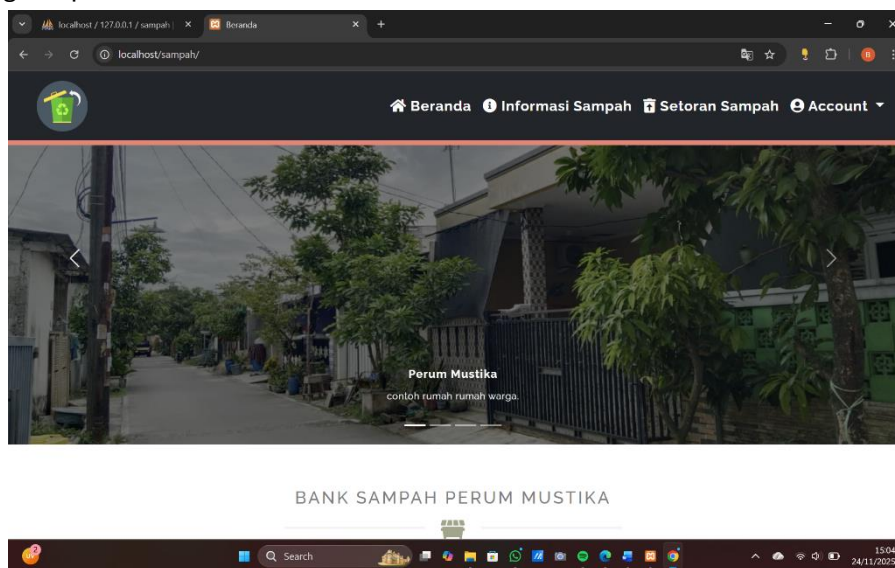 localhost / 127.0.0.1 / sampah |
Beranda
localhost/sampah/
Beranda Informasi Sampah Setoran Sampah Account
Perum Mustika
contoh rumah rumah warga.
BANK SAMPAH PERUM MUSTIKA
Search
15:04
24/11/2025